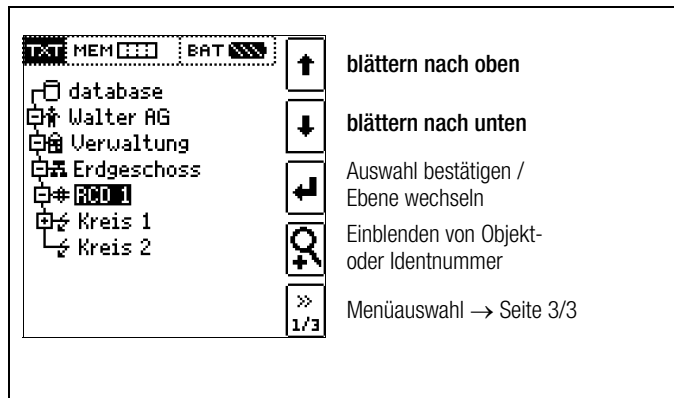 TXT MEM BAT
database
Walter AG
Verwaltung
Erdgeschoss
RCD 1
Kreis 1
Kreis 2
>>
1/3
blättern nach oben
blättern nach unten
Auswahl bestätigen /
Ebene wechseln
Einblenden von Objekt-
oder Identnummer
Menüauswahl → Seite 3/3